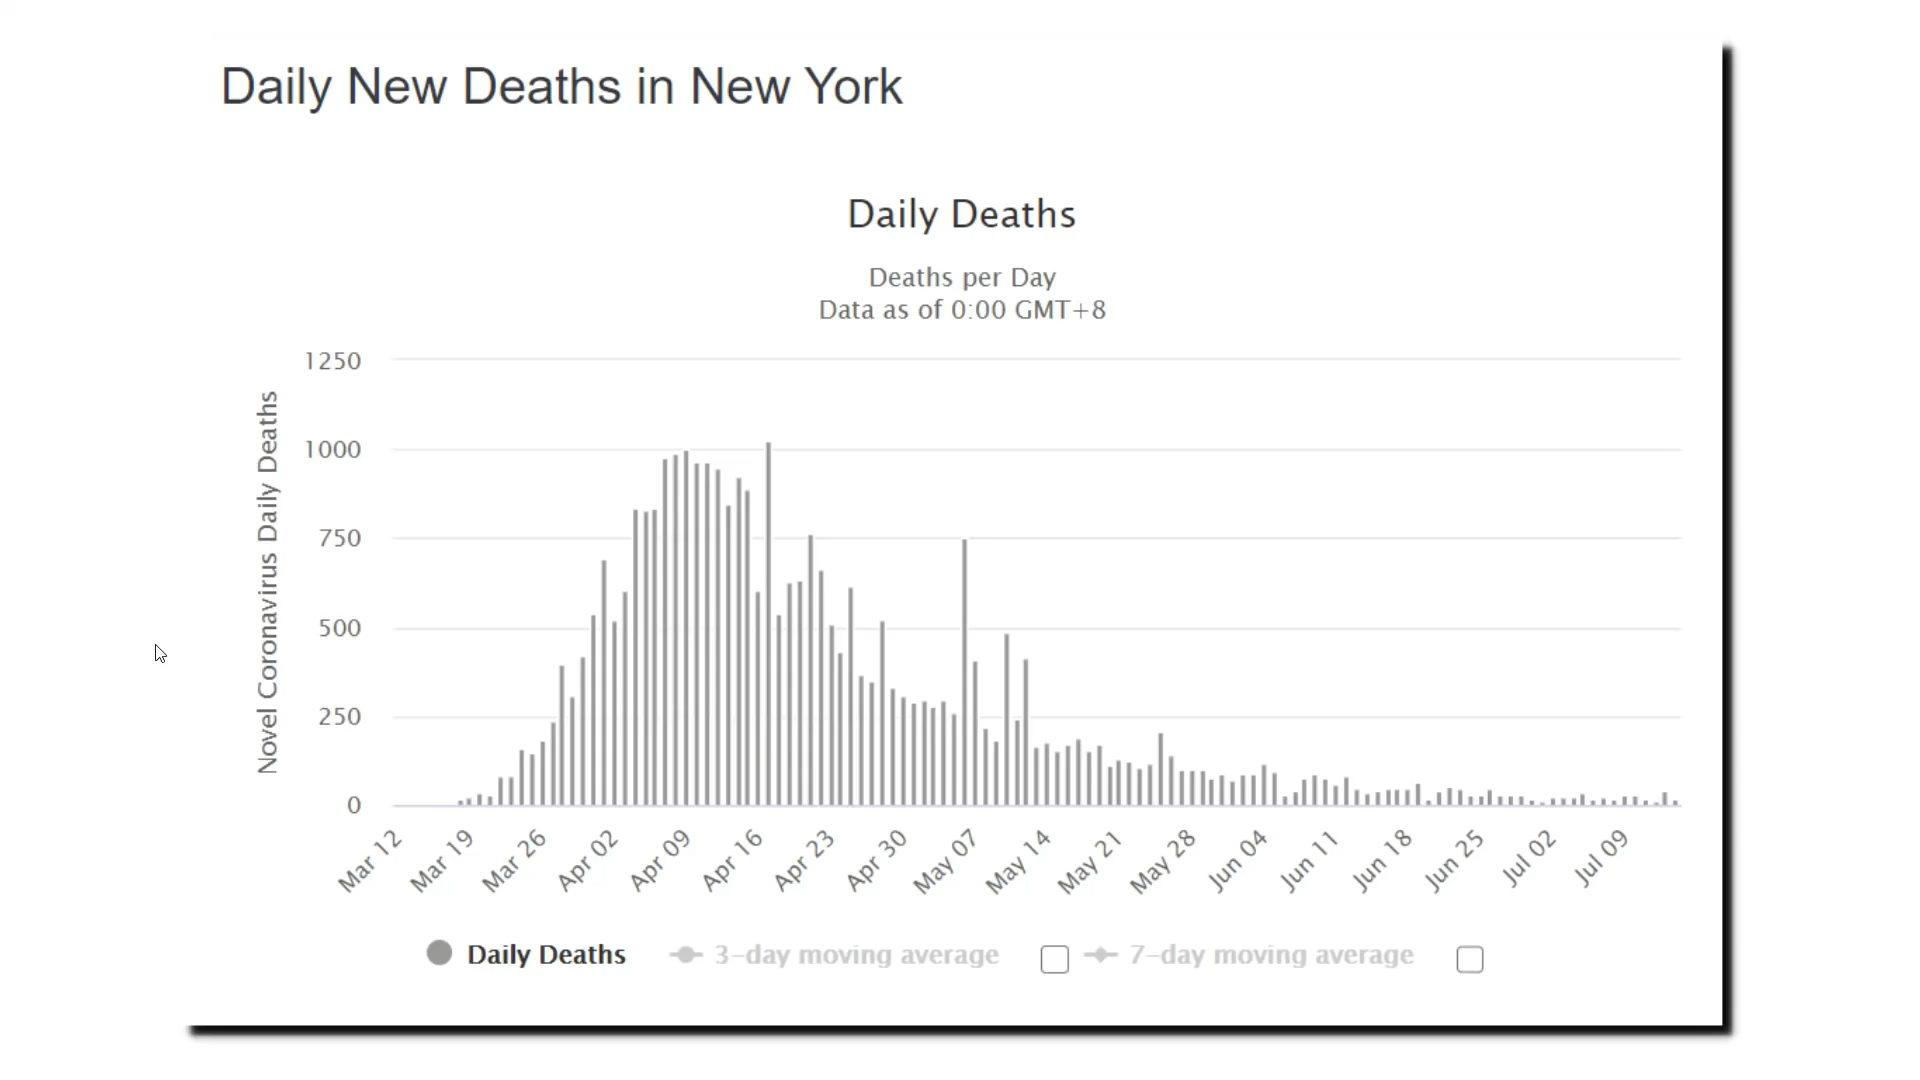 Daily New Deaths in New York
Daily Deaths
Deaths per Day
Data as of 0:00 GMT+8
Novel Coronavirus Daily Deaths
1250
1000
750
500
250
0
Mar 12
Mar 19
Mar 26
Apr 02
Apr 09
Apr 16
Apr 23
Apr 30
May 07
May 14
May 21
May 28
Jun 04
Jun 11
Jun 18
Jun 25
Jul 02
Jul 09
Daily Deaths
3-day moving average
7-day moving average